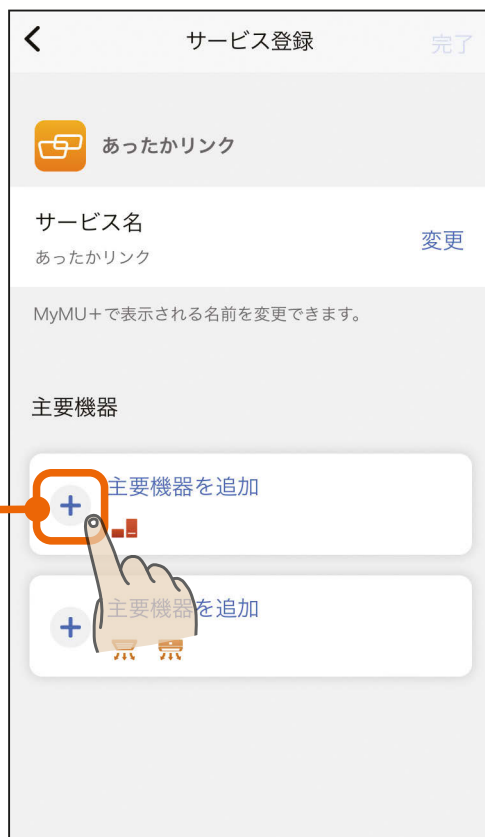 サービス登録
完了
あったかリンク
サービス名
あったかリンク
変更
MyMU+で表示される名前を変更できます。
主要機器
主要機器を追加
主要機器を追加